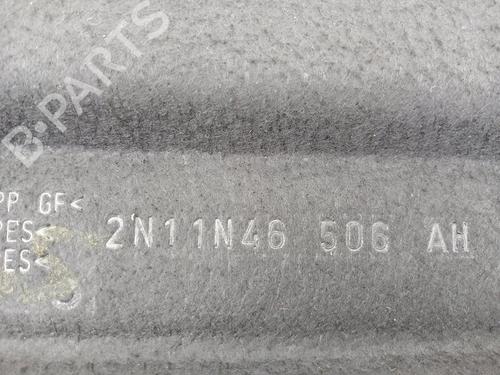 B-PARTS
PP GF<
PES<
ES<
2N11N46 506 AH